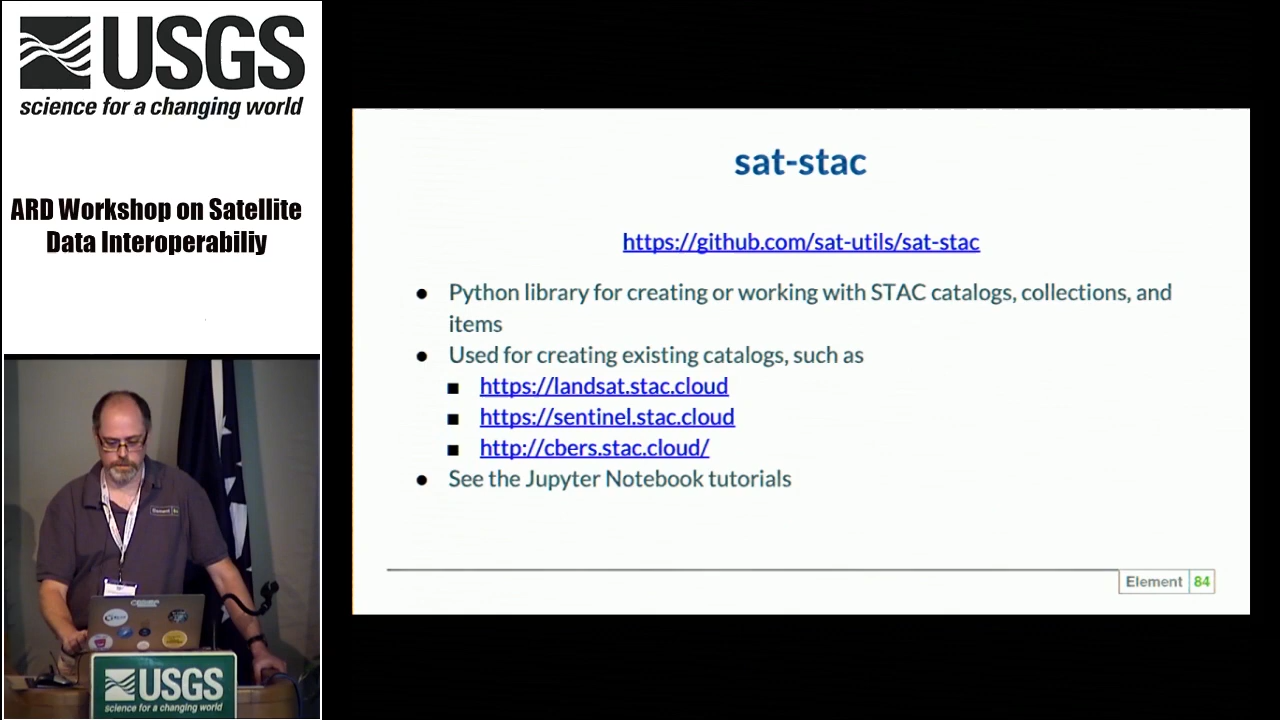 USGS
science for a changing world
ARD Workshop on Satellite
Data Interoperabiliy
sat-stac
https://github.com/sat-utils/sat-stac
● Python library for creating or working with STAC catalogs, collections, and
items
● Used for creating existing catalogs, such as
■ https://landsat.stac.cloud
■ https://sentinel.stac.cloud
■ http://cbers.stac.cloud/
● See the Jupyter Notebook tutorials
Element 84
Element
USGS
science for a changing world